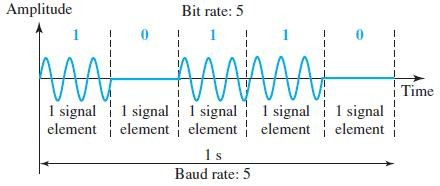 Amplitude
Bit rate: 5
1 0 1 1 0
Time
1 signal element
1 signal element
1 signal element
1 signal element
1 signal element
1 s
Baud rate: 5